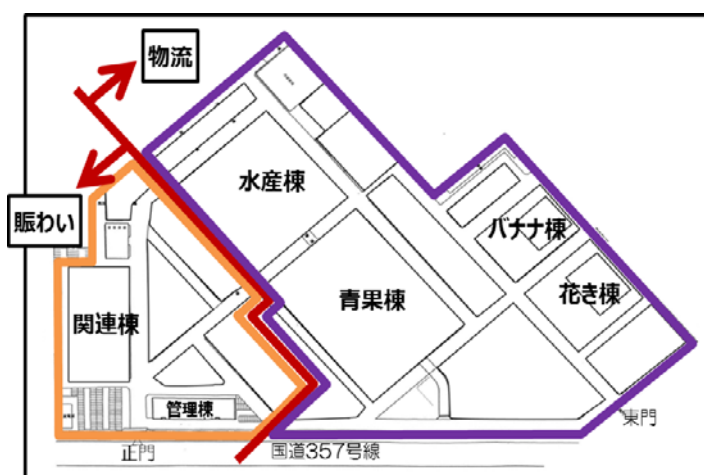 物流
賑わい
水産棟
バナナ棟
花き棟
青果棟
関連棟
管理棟
東門
正門
国道357号線